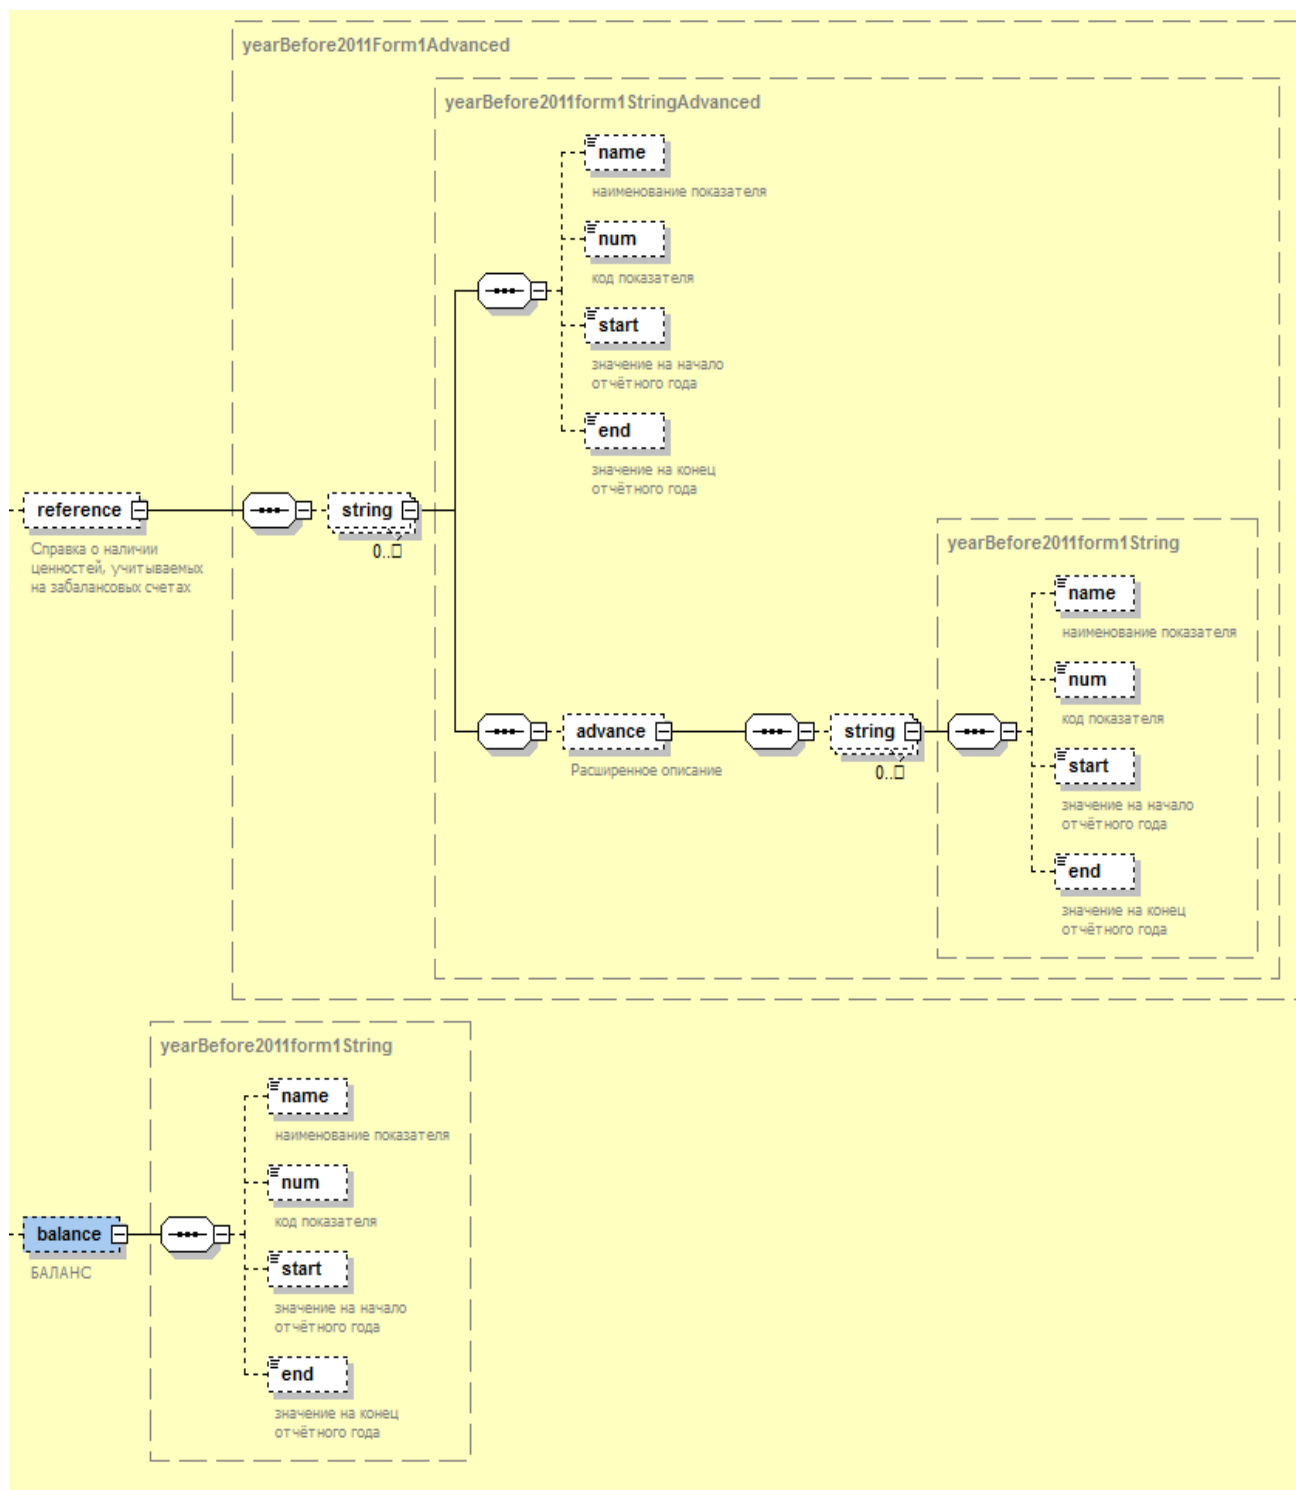 yearBefore2011Form1Advanced
yearBefore2011form1StringAdvanced
name
наименование показателя
num
код показателя
start
значение на начало
отчётного года
end
значение на конец
отчётного года
reference
Справка о наличии
ценностей, учитываемых
на забалансовых счетах
string
0..□
yearBefore2011form1String
name
наименование показателя
num
код показателя
advance
Расширенное описание
string
0..□
start
значение на начало
отчётного года
end
значение на конец
отчётного года
yearBefore2011form1String
name
наименование показателя
num
код показателя
balance
БАЛАНС
start
значение на начало
отчётного года
end
значение на конец
отчётного года